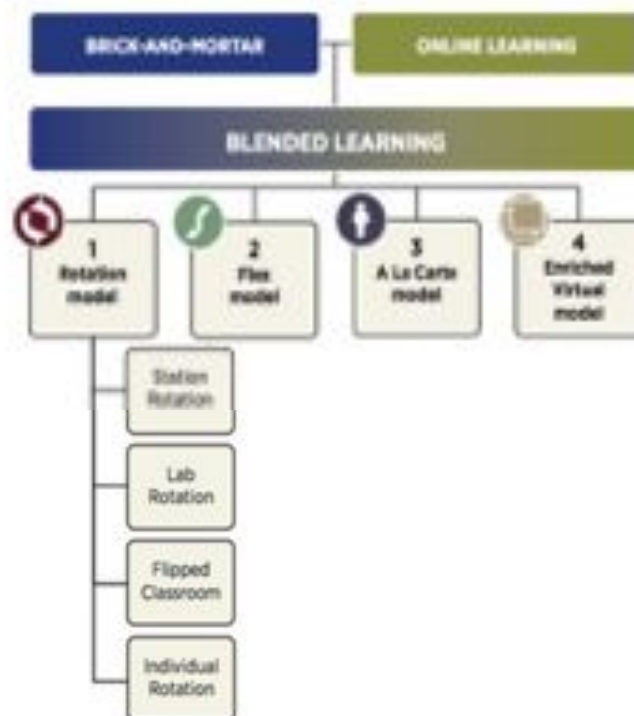 BRICK-AND-MORTAR
ONLINE LEARNING
BLENDED LEARNING
1
Rotation
model
2
Flex
model
3
A La Carte
model
4
Enriched
Virtual
model
Station
Rotation
Lab
Rotation
Flipped
Classroom
Individual
Rotation